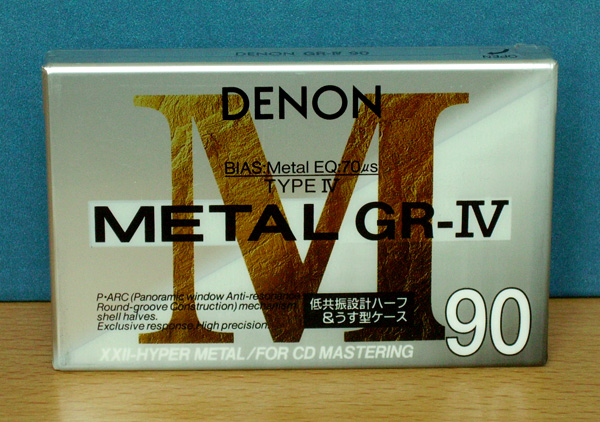 DENON GR-IV 90
OPEN
M
DENON
BIAS:Metal EQ:70μs
TYPE IV
METAL GR-IV
P•ARC (Panoramic window Anti-resonance
Round-groove Construction) mechanism
shell halves.
Exclusive response. High precision.
低共振設計ハーフ
&うす型ケース
90
XXII-HYPER METAL/FOR CD MASTERING